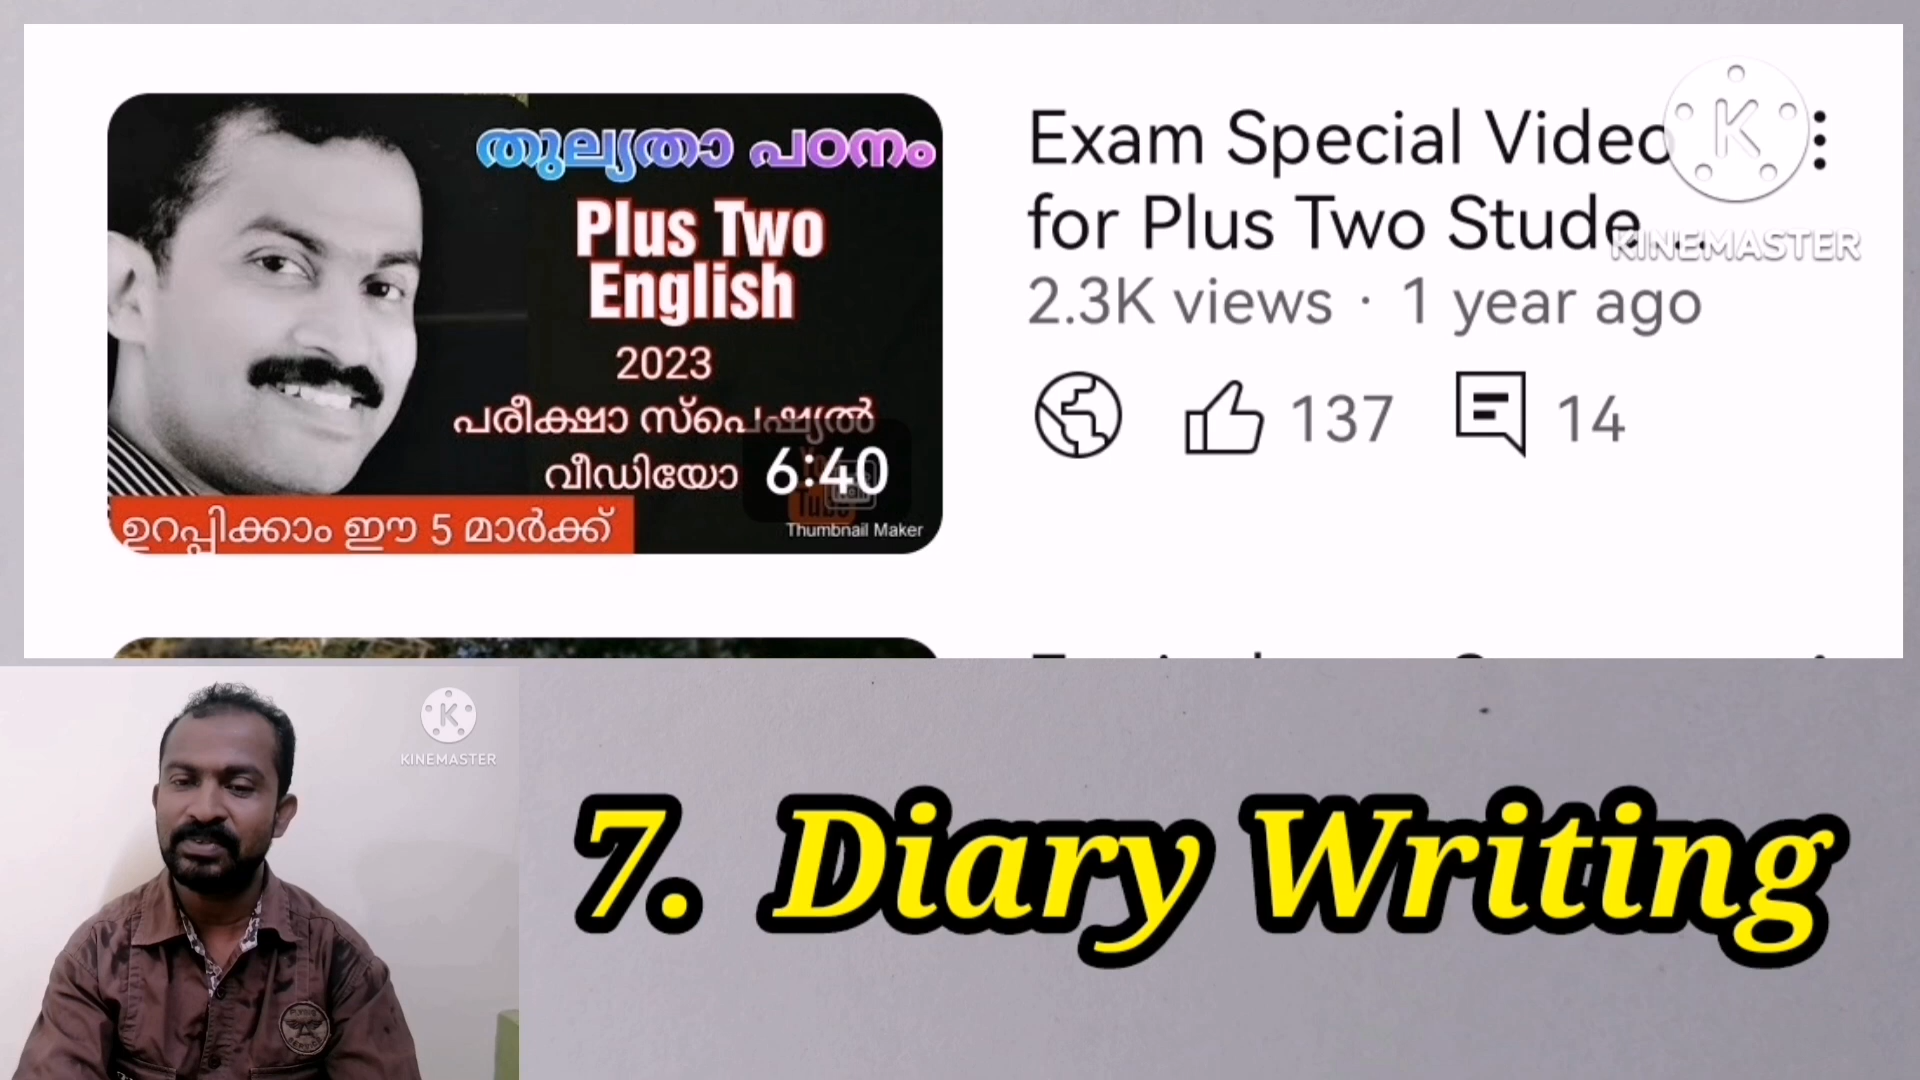 തുല്യതാ പഠനം
Plus Two
English
2023
പരീക്ഷാ സ്പെഷ്യൽ
വീഡിയോ
6:40
ഉറപ്പിക്കാം ഈ 5 മാർക്ക്
Thumbnail Maker
Exam Special Video
for Plus Two Stude...
2.3K views · 1 year ago
137
14
KINEMASTER
KINEMASTER
7. Diary Writing